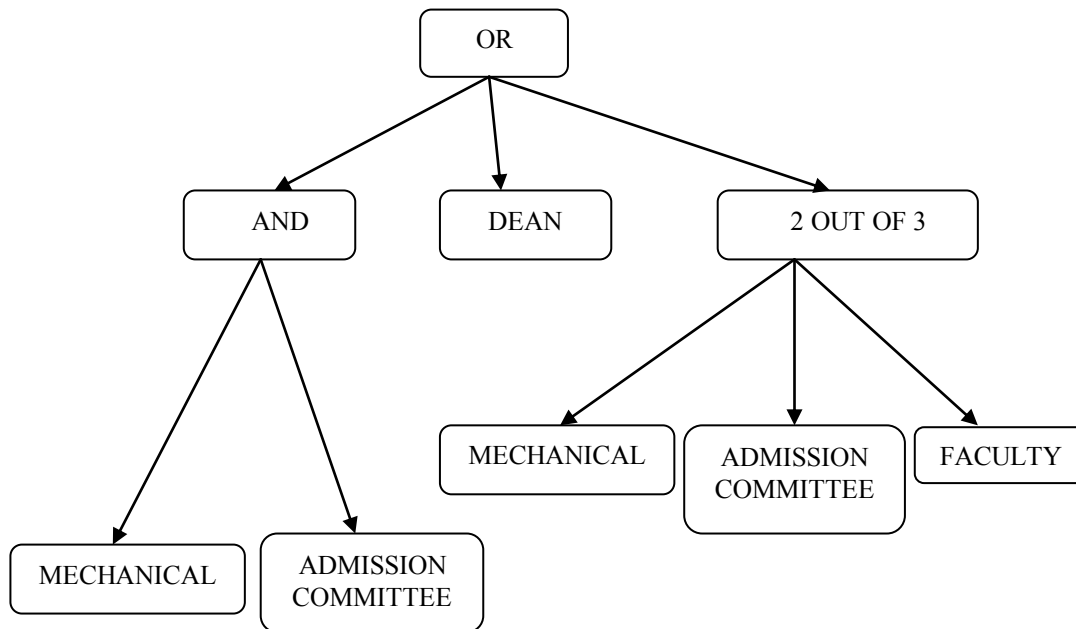 OR
AND
DEAN
2 OUT OF 3
MECHANICAL
ADMISSION
COMMITTEE
FACULTY
MECHANICAL
ADMISSION
COMMITTEE